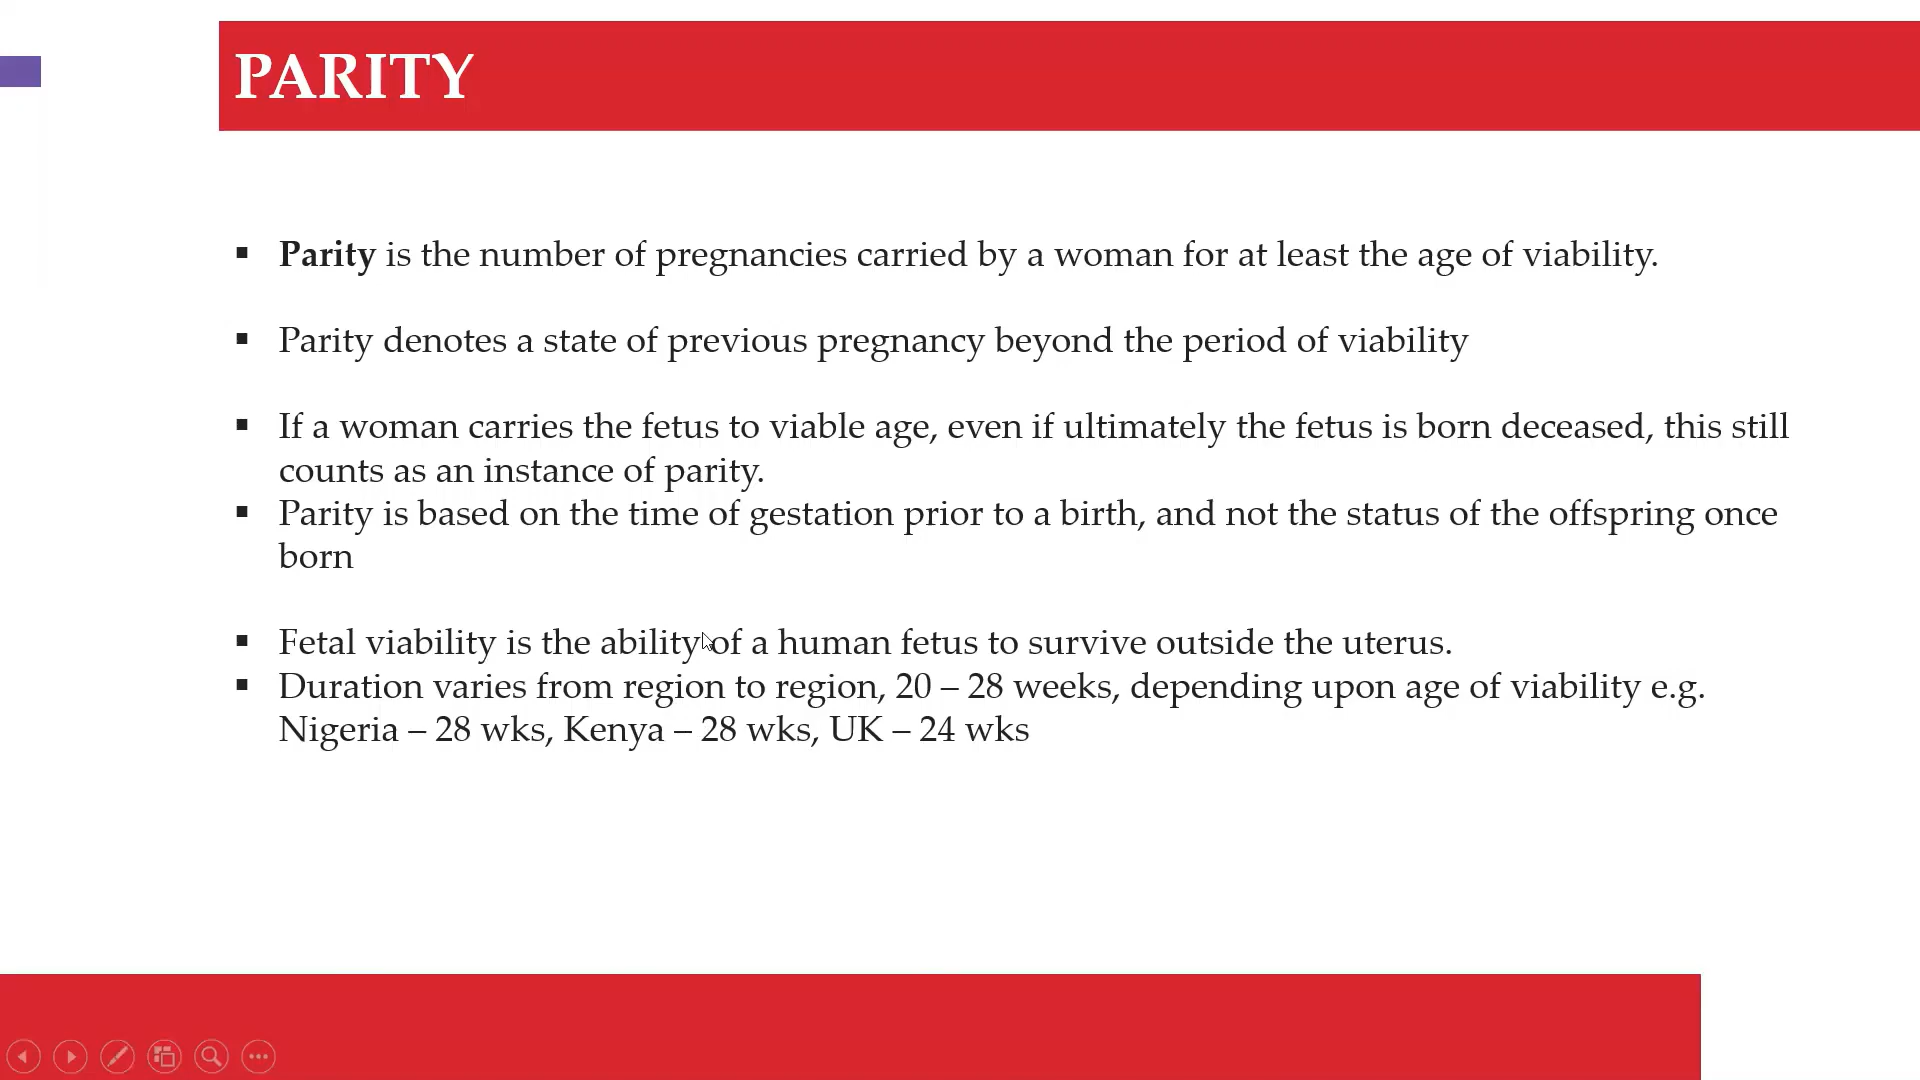 PARITY
▪ Parity is the number of pregnancies carried by a woman for at least the age of viability.
▪ Parity denotes a state of previous pregnancy beyond the period of viability
▪ If a woman carries the fetus to viable age, even if ultimately the fetus is born deceased, this still
counts as an instance of parity.
▪ Parity is based on the time of gestation prior to a birth, and not the status of the offspring once
born
▪ Fetal viability is the ability of a human fetus to survive outside the uterus.
▪ Duration varies from region to region, 20 – 28 weeks, depending upon age of viability e.g.
Nigeria – 28 wks, Kenya – 28 wks, UK – 24 wks